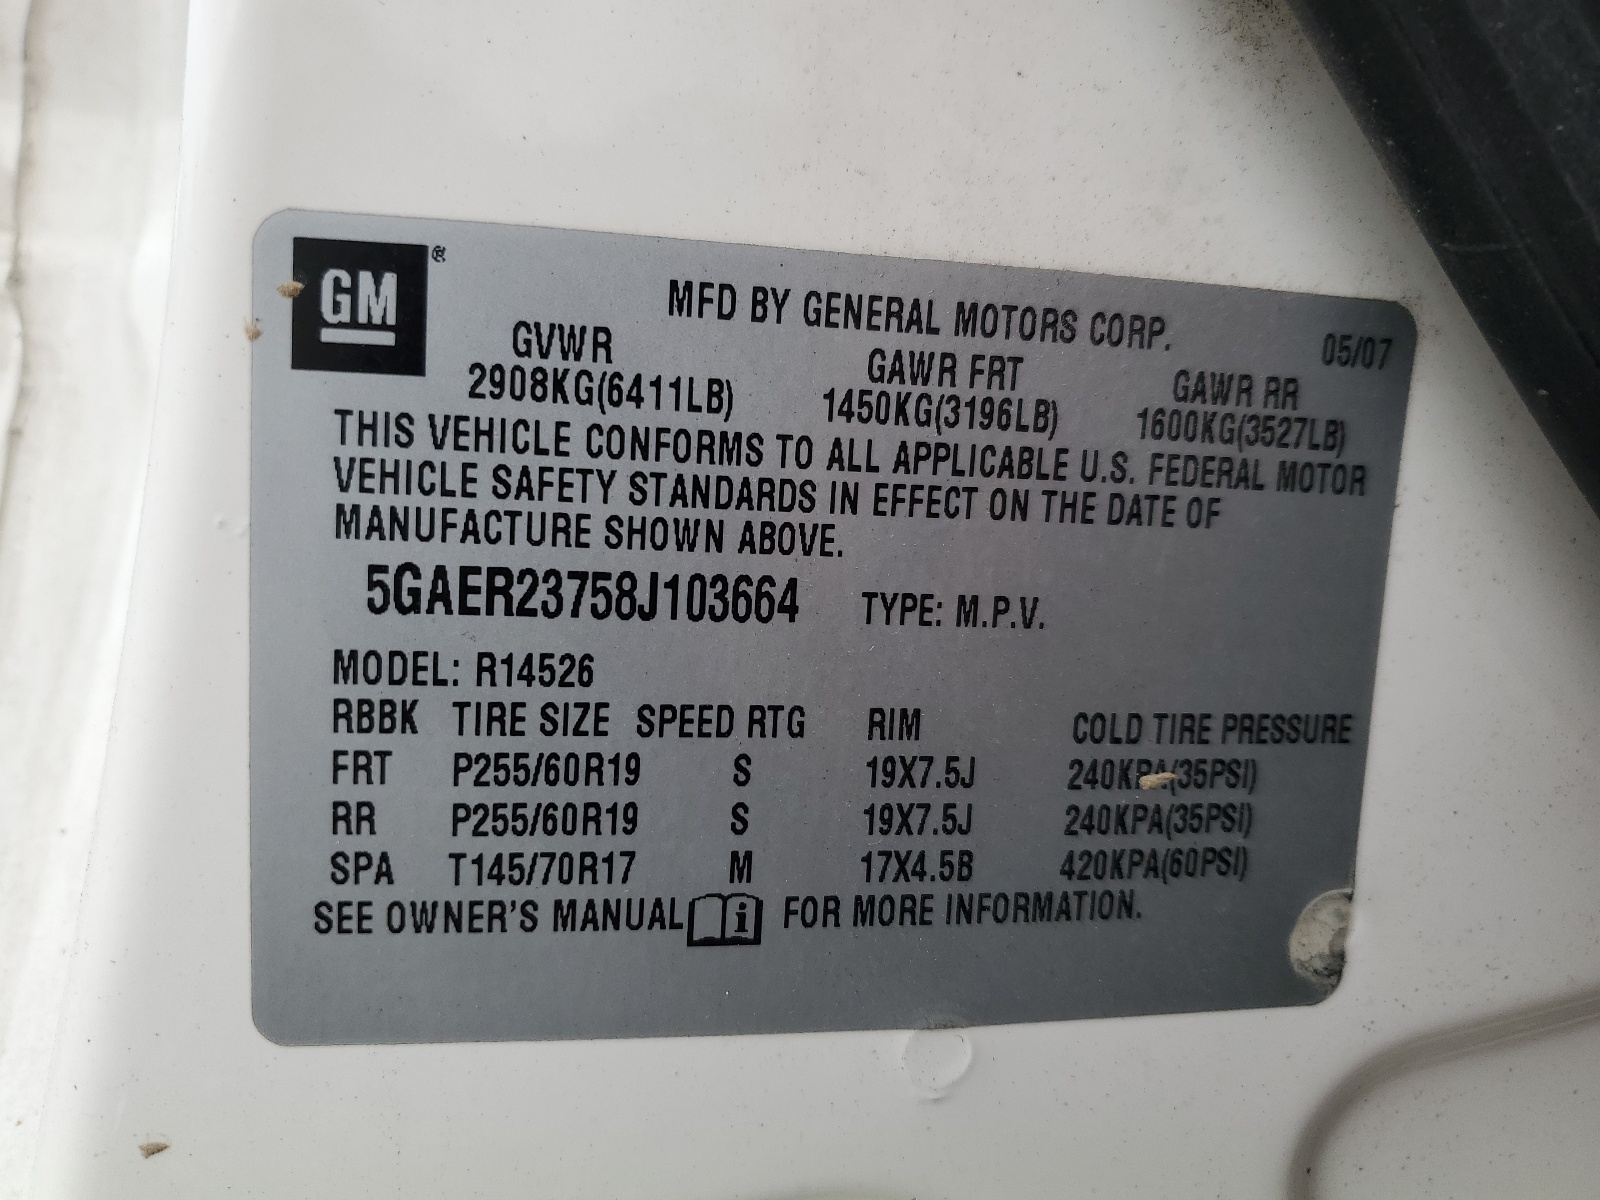 GM ®
MFD BY GENERAL MOTORS CORP. 05/07
GVWR GAWR FRT GAWR RR
2908KG(6411LB) 1450KG(3196LB) 1600KG(3527LB)
THIS VEHICLE CONFORMS TO ALL APPLICABLE U.S. FEDERAL MOTOR
VEHICLE SAFETY STANDARDS IN EFFECT ON THE DATE OF
MANUFACTURE SHOWN ABOVE.
5GAER23758J103664 TYPE: M.P.V.
MODEL: R14526
RBBK TIRE SIZE SPEED RTG RIM COLD TIRE PRESSURE
FRT P255/60R19 S 19X7.5J 240KPA(35PSI)
RR P255/60R19 S 19X7.5J 240KPA(35PSI)
SPA T145/70R17 M 17X4.5B 420KPA(60PSI)
SEE OWNER'S MANUAL i FOR MORE INFORMATION.